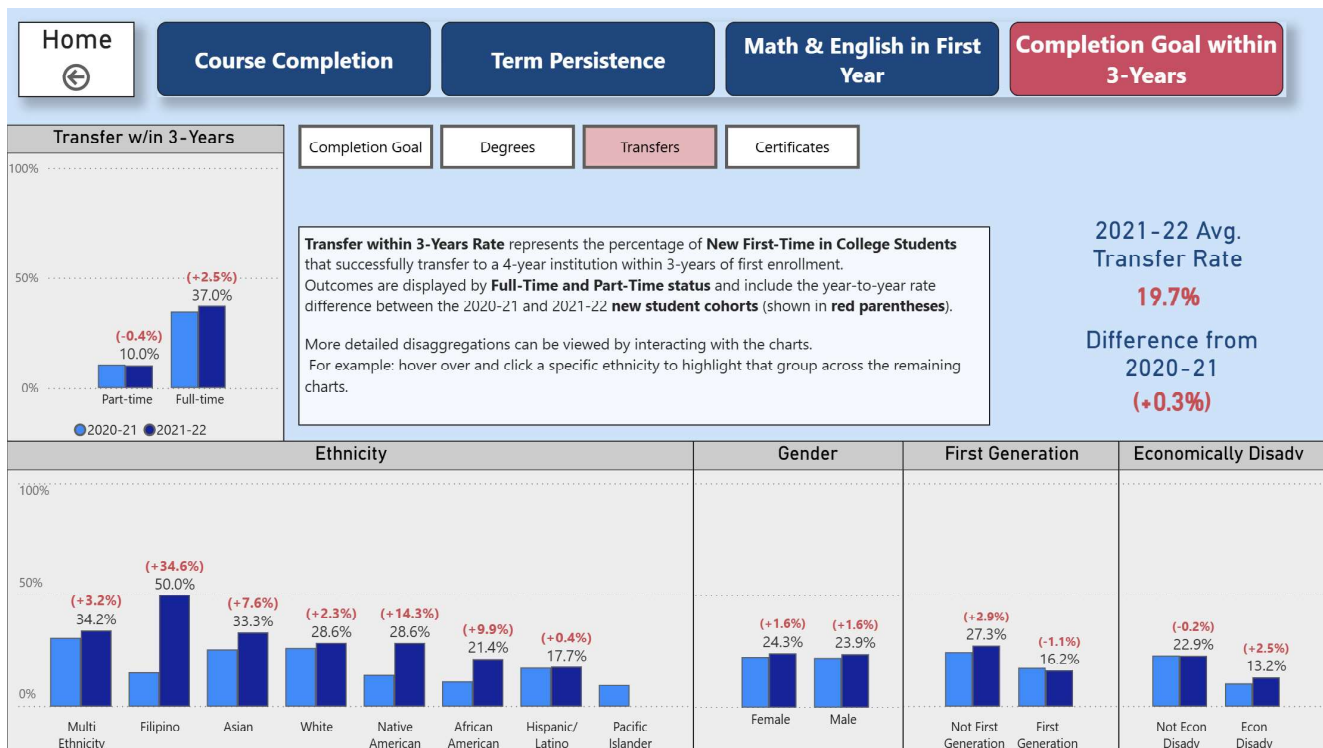 Home
Course Completion
Term Persistence
Math & English in First
Year
Completion Goal within
3-Years
Transfer w/in 3-Years
100%
50%
0%
(-0.4%)
10.0%
(+2.5%)
37.0%
Part-time
Full-time
2020-21
2021-22
Completion Goal
Degrees
Transfers
Certificates
Transfer within 3-Years Rate represents the percentage of New First-Time in College Students
that successfully transfer to a 4-year institution within 3-years of first enrollment.
Outcomes are displayed by Full-Time and Part-Time status and include the year-to-year rate
difference between the 2020-21 and 2021-22 new student cohorts (shown in red parentheses).
More detailed disaggregations can be viewed by interacting with the charts.
For example: hover over and click a specific ethnicity to highlight that group across the remaining
charts.
2021-22 Avg.
Transfer Rate
19.7%
Difference from
2020-21
(+0.3%)
Ethnicity
100%
50%
0%
(+3.2%)
34.2%
(+34.6%)
50.0%
(+7.6%)
33.3%
(+2.3%)
28.6%
(+14.3%)
28.6%
(+9.9%)
21.4%
(+0.4%)
17.7%
Multi
Ethnicity
Filipino
Asian
White
Native
American
African
American
Hispanic/
Latino
Pacific
Islander
Gender
(+1.6%)
24.3%
(+1.6%)
23.9%
Female
Male
First Generation
(+2.9%)
27.3%
(-1.1%)
16.2%
Not First
Generation
First
Generation
Economically Disadv
(-0.2%)
22.9%
(+2.5%)
13.2%
Not Econ
Disadv
Econ
Disadv